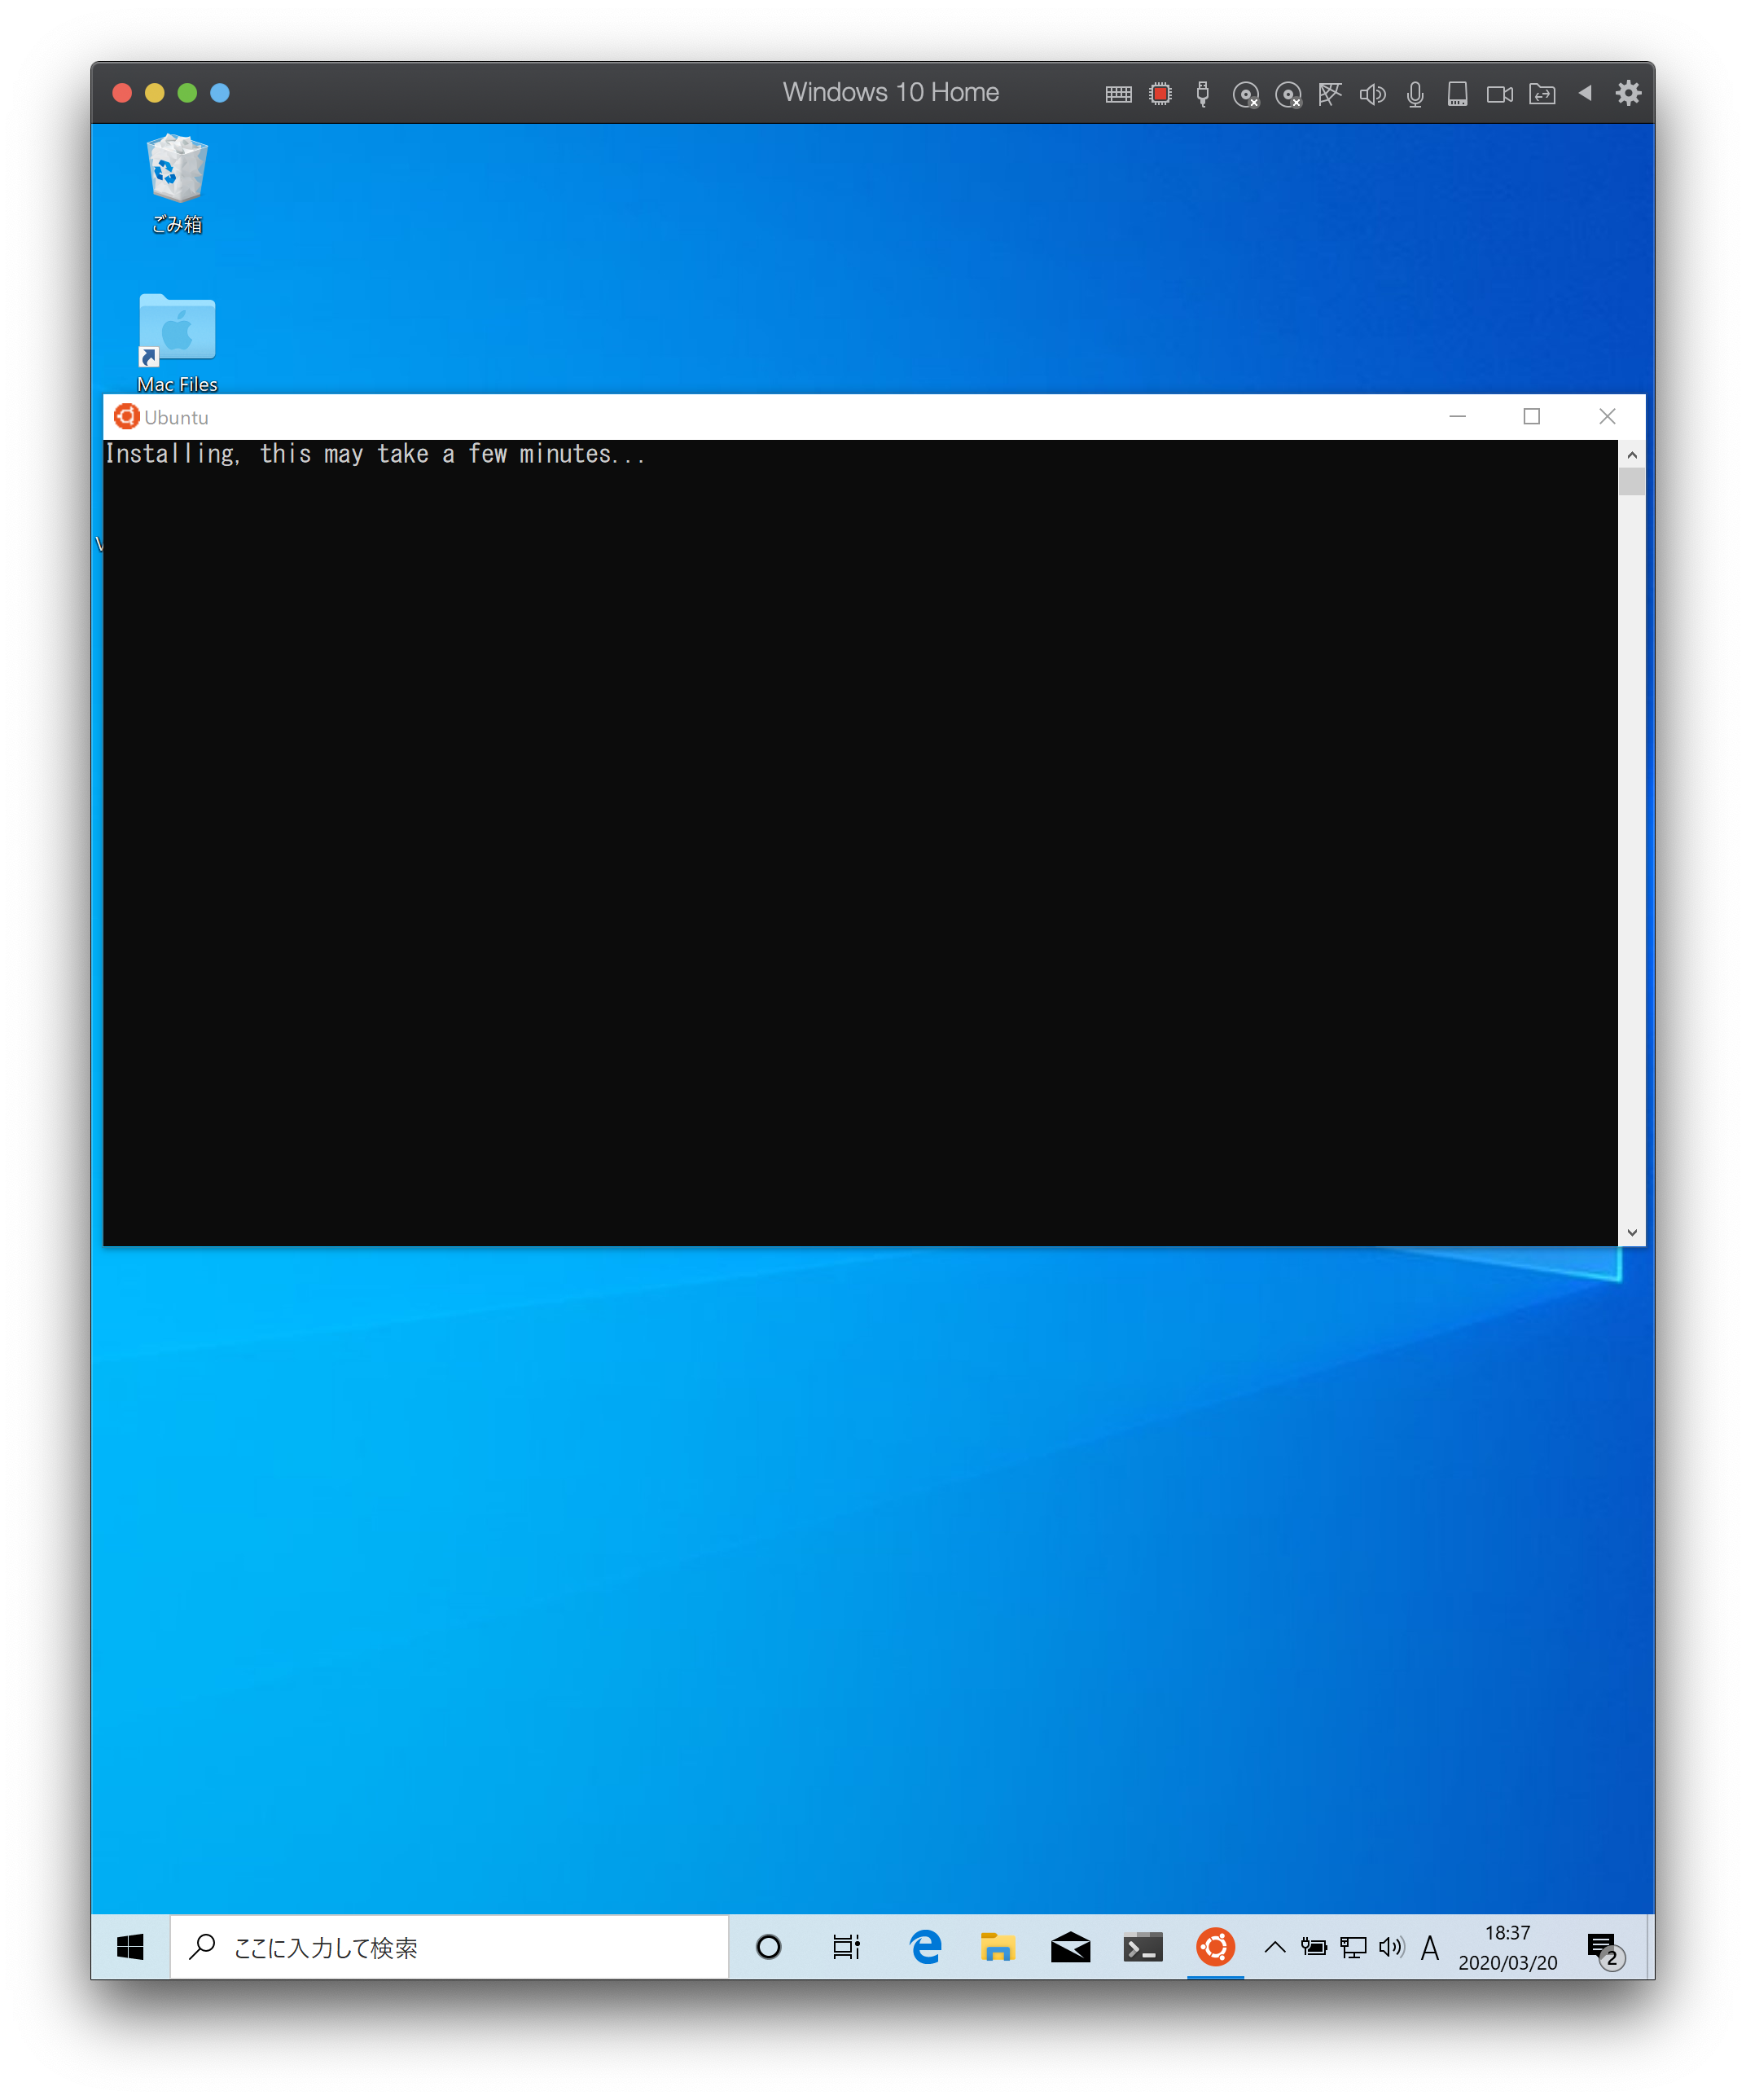 Windows 10 Home
ごみ箱
Mac Files
Ubuntu
Installing, this may take a few minutes...
ここに入力して検索
A
18:37
2020/03/20
2